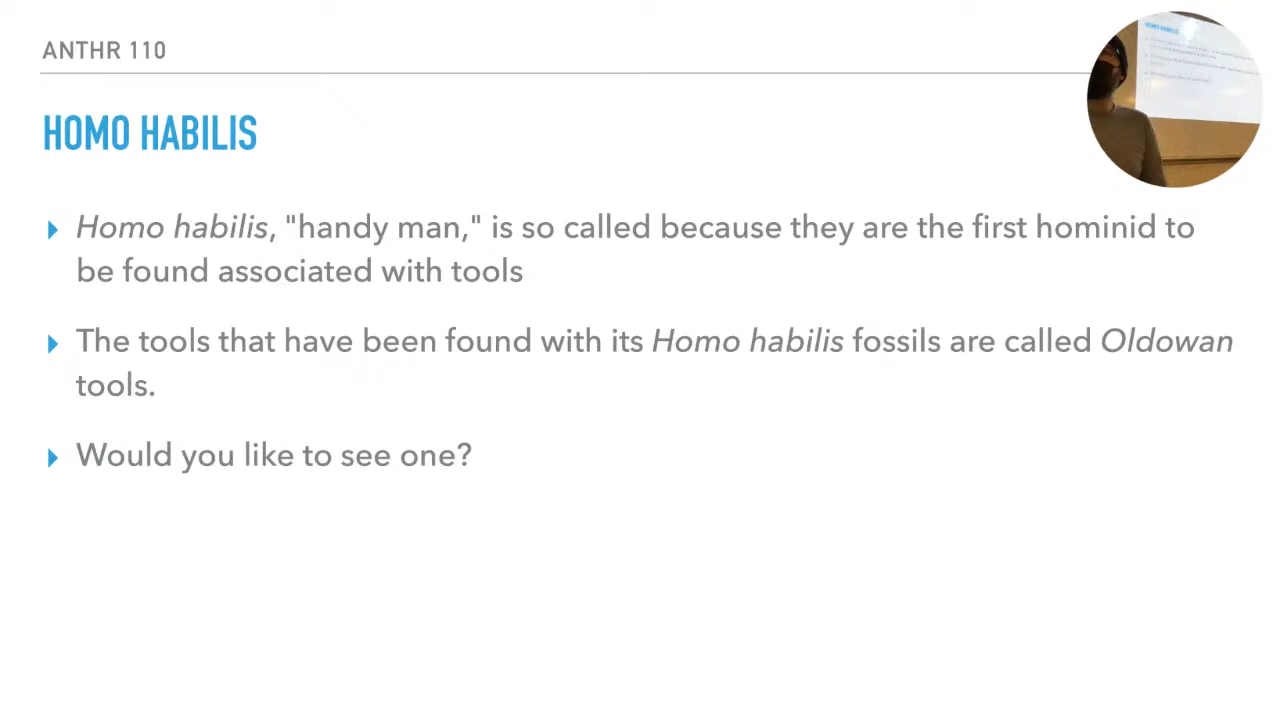 ANTHR 110
HOMO HABILIS
HOMO HABILIS
Homo habilis, "handy man," is so called because they are the first hominid to
be found associated with tools
The tools that have been found with its Homo habilis fossils are called Oldowan
tools.
Would you like to see one?